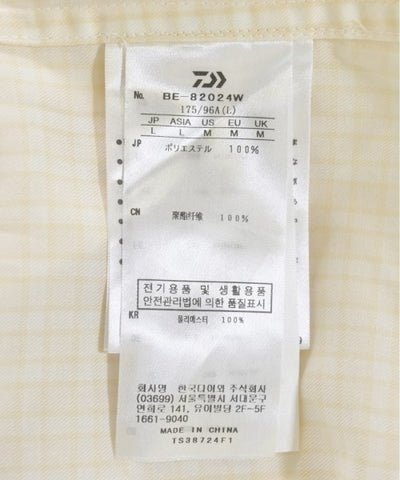 No. BE-82024W
175/96A(L)
JP ASIA US EU UK
L L M M M
JP ポリエステル 100%
CN 聚酯纤维 100%
전기용품 및 생활용품
안전관리법에 의한 품질표시
KR 폴리에스터 100%
회사명 한국다이와 주식회사
(03699) 서울특별시 서대문구
연희로 141, 유이빌딩 2F-5F
1661-9040
MADE IN CHINA
TS38724F1